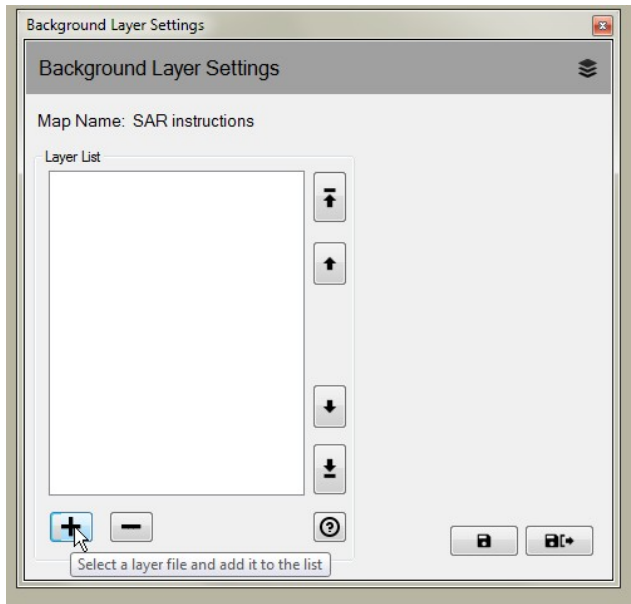 Background Layer Settings
Background Layer Settings
Map Name: SAR instructions
Layer List
Select a layer file and add it to the list